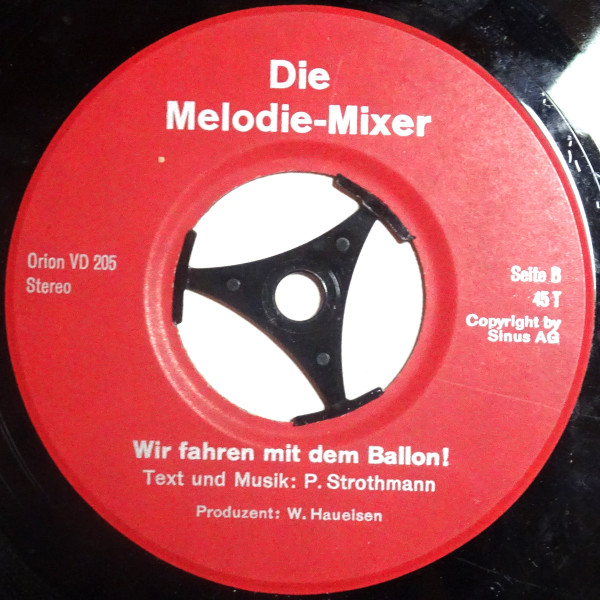 Die
Melodie-Mixer
Orion VD 205
Stereo
Seite B
45 T
Copyright by
Sinus AG
Wir fahren mit dem Ballon!
Text und Musik: P. Strothmann
Produzent: W. Haueisen